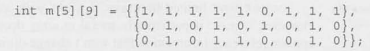 int m[5][9] = {{1, 1, 1, 1, 1, 0, 1, 1, 1},
{0, 1, 0, 1, 0, 1, 0, 1, 0},
{0, 1, 0, 1, 1, 0, 0, 1, 0}};